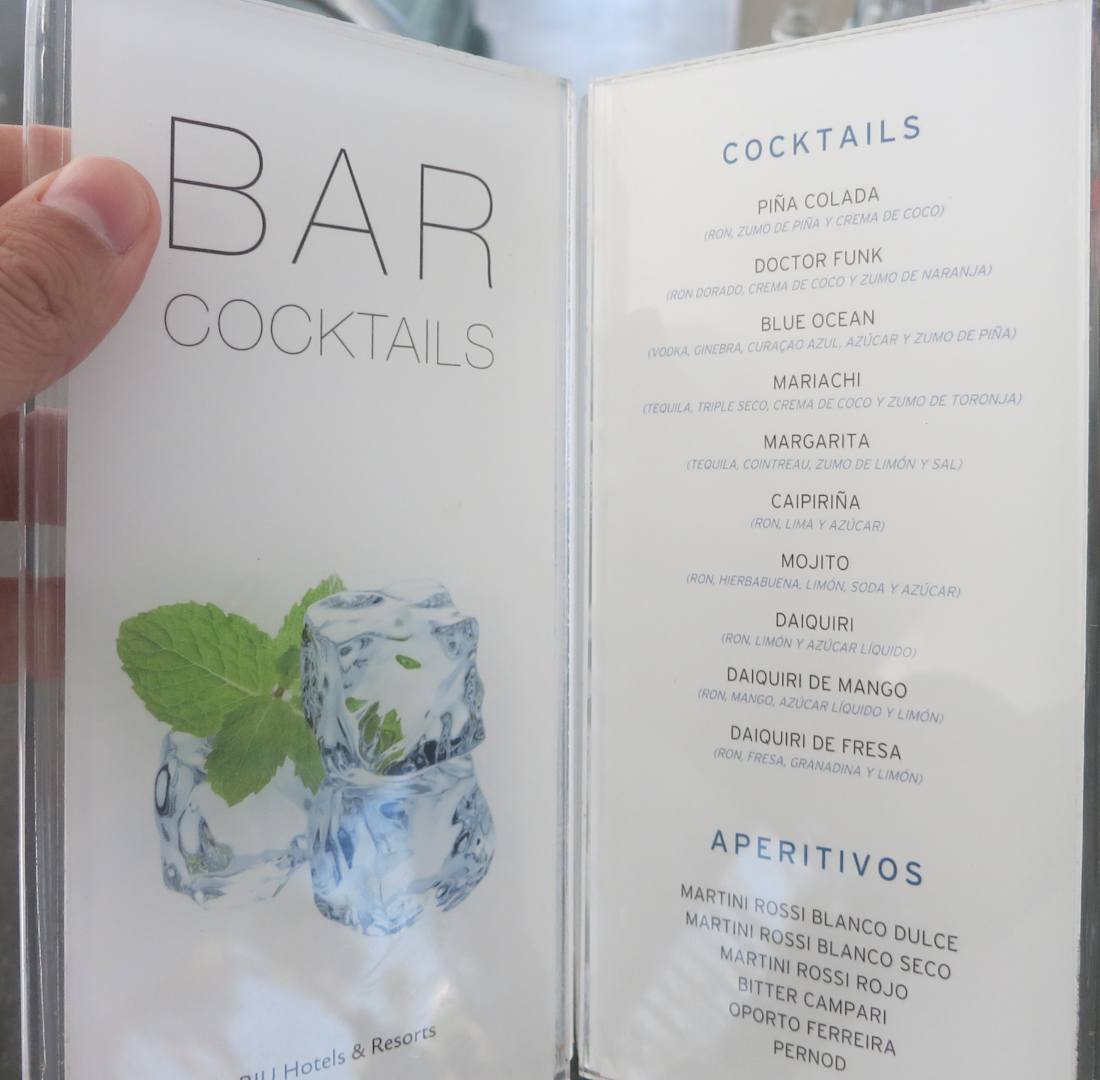 BAR
COCKTAILS
Hotels & Resorts
COCKTAILS
PIÑA COLADA
(RON, ZUMO DE PIÑA Y CREMA DE COCO)
DOCTOR FUNK
(RON DORADO, CREMA DE COCO Y ZUMO DE NARANJA)
BLUE OCEAN
(VODKA, GINEBRA, CURAÇAO AZUL, AZÚCAR Y ZUMO DE PIÑA)
MARIACHI
(TEQUILA, TRIPLE SECO, CREMA DE COCO Y ZUMO DE TORONJA)
MARGARITA
(TEQUILA, COINTREAU, ZUMO DE LIMÓN Y SAL)
CAIPIRIÑA
(RON, LIMA Y AZÚCAR)
MOJITO
(RON, HIERBABUENA, LIMÓN, SODA Y AZÚCAR)
DAIQUIRI
(RON, LIMÓN Y AZÚCAR LÍQUIDO)
DAIQUIRI DE MANGO
(RON, MANGO, AZÚCAR LÍQUIDO Y LIMÓN)
DAIQUIRI DE FRESA
(RON, FRESA, GRANADINA Y LIMÓN)
APERITIVOS
MARTINI ROSSI BLANCO DULCE
MARTINI ROSSI BLANCO SECO
MARTINI ROSSI ROJO
BITTER CAMPARI
OPORTO FERREIRA
PERNOD